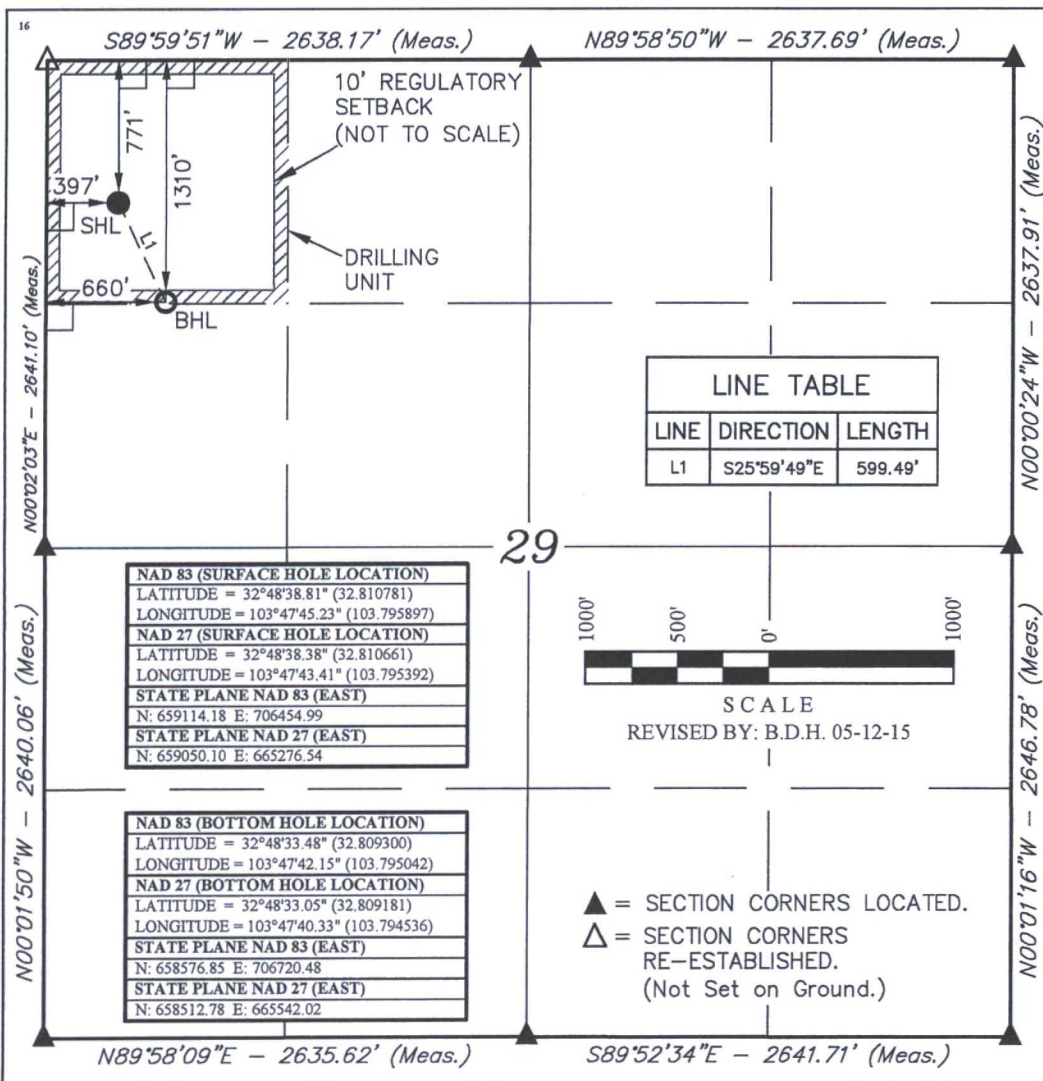 16
S89°59'51"W – 2638.17' (Meas.)
N89°58'50"W – 2637.69' (Meas.)
10' REGULATORY
SETBACK
(NOT TO SCALE)
771'
1310'
397'
SHL
L1
660'
BHL
DRILLING
UNIT
N00°02'03"E – 2641.10' (Meas.)
N00°00'24"W – 2637.91' (Meas.)
LINE TABLE
LINE DIRECTION LENGTH
L1 S25°59'49"E 599.49'
29
NAD 83 (SURFACE HOLE LOCATION)
LATITUDE = 32°48'38.81" (32.810781)
LONGITUDE = 103°47'45.23" (103.795897)
NAD 27 (SURFACE HOLE LOCATION)
LATITUDE = 32°48'38.38" (32.810661)
LONGITUDE = 103°47'43.41" (103.795392)
STATE PLANE NAD 83 (EAST)
N: 659114.18 E: 706454.99
STATE PLANE NAD 27 (EAST)
N: 659050.10 E: 665276.54
1000' 500' 0' 1000'
SCALE
REVISED BY: B.D.H. 05-12-15
N00°01'50"W – 2640.06' (Meas.)
N00°01'16"W – 2646.78' (Meas.)
NAD 83 (BOTTOM HOLE LOCATION)
LATITUDE = 32°48'33.48" (32.809300)
LONGITUDE = 103°47'42.15" (103.795042)
NAD 27 (BOTTOM HOLE LOCATION)
LATITUDE = 32°48'33.05" (32.809181)
LONGITUDE = 103°47'40.33" (103.794536)
STATE PLANE NAD 83 (EAST)
N: 658576.85 E: 706720.48
STATE PLANE NAD 27 (EAST)
N: 658512.78 E: 665542.02
▲ = SECTION CORNERS LOCATED.
△ = SECTION CORNERS
RE-ESTABLISHED.
(Not Set on Ground.)
N89°58'09"E – 2635.62' (Meas.)
S89°52'34"E – 2641.71' (Meas.)